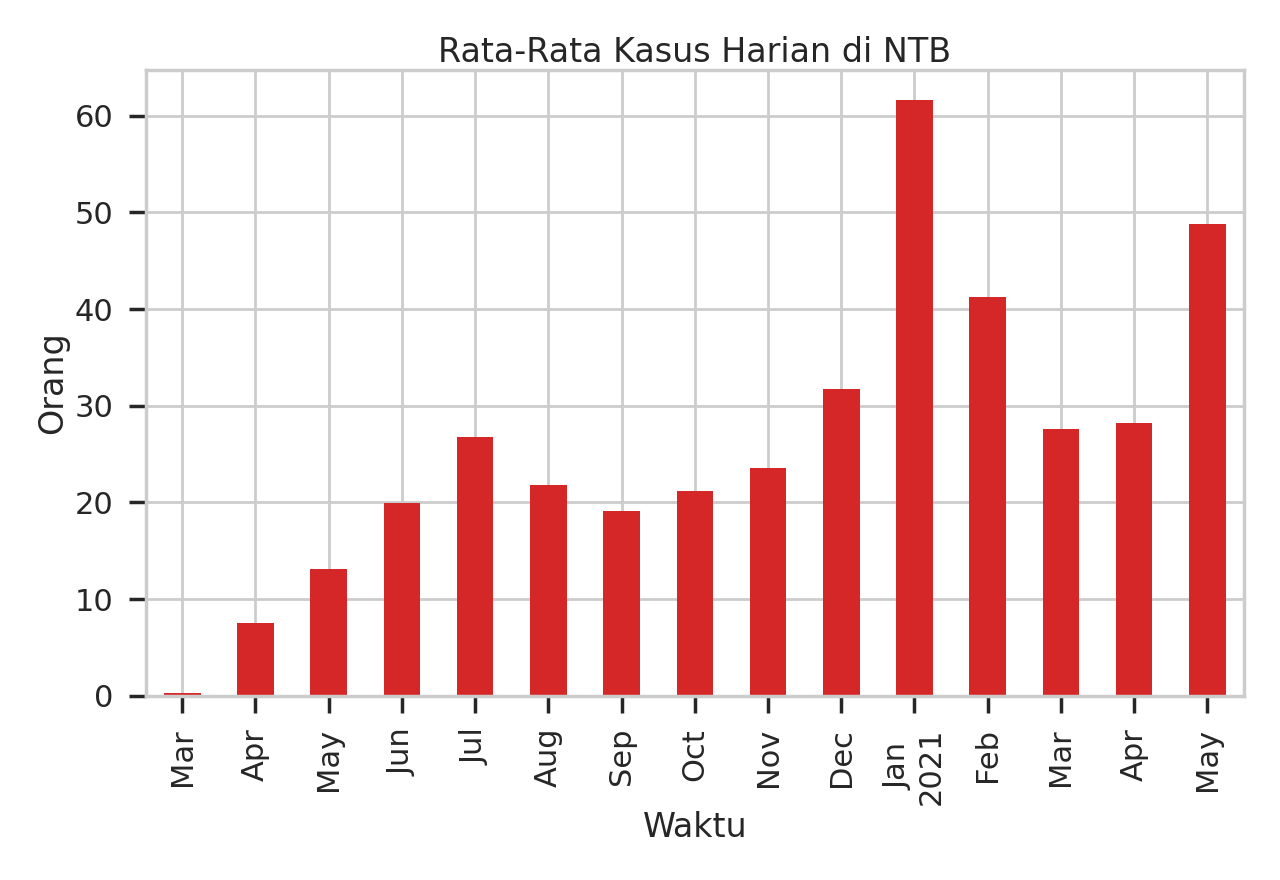 Rata-Rata Kasus Harian di NTB
60
50
40
30
20
10
0
Orang
Mar
Apr
May
Jun
Jul
Aug
Sep
Oct
Nov
Dec
Jan
2021
Feb
Mar
Apr
May
Waktu